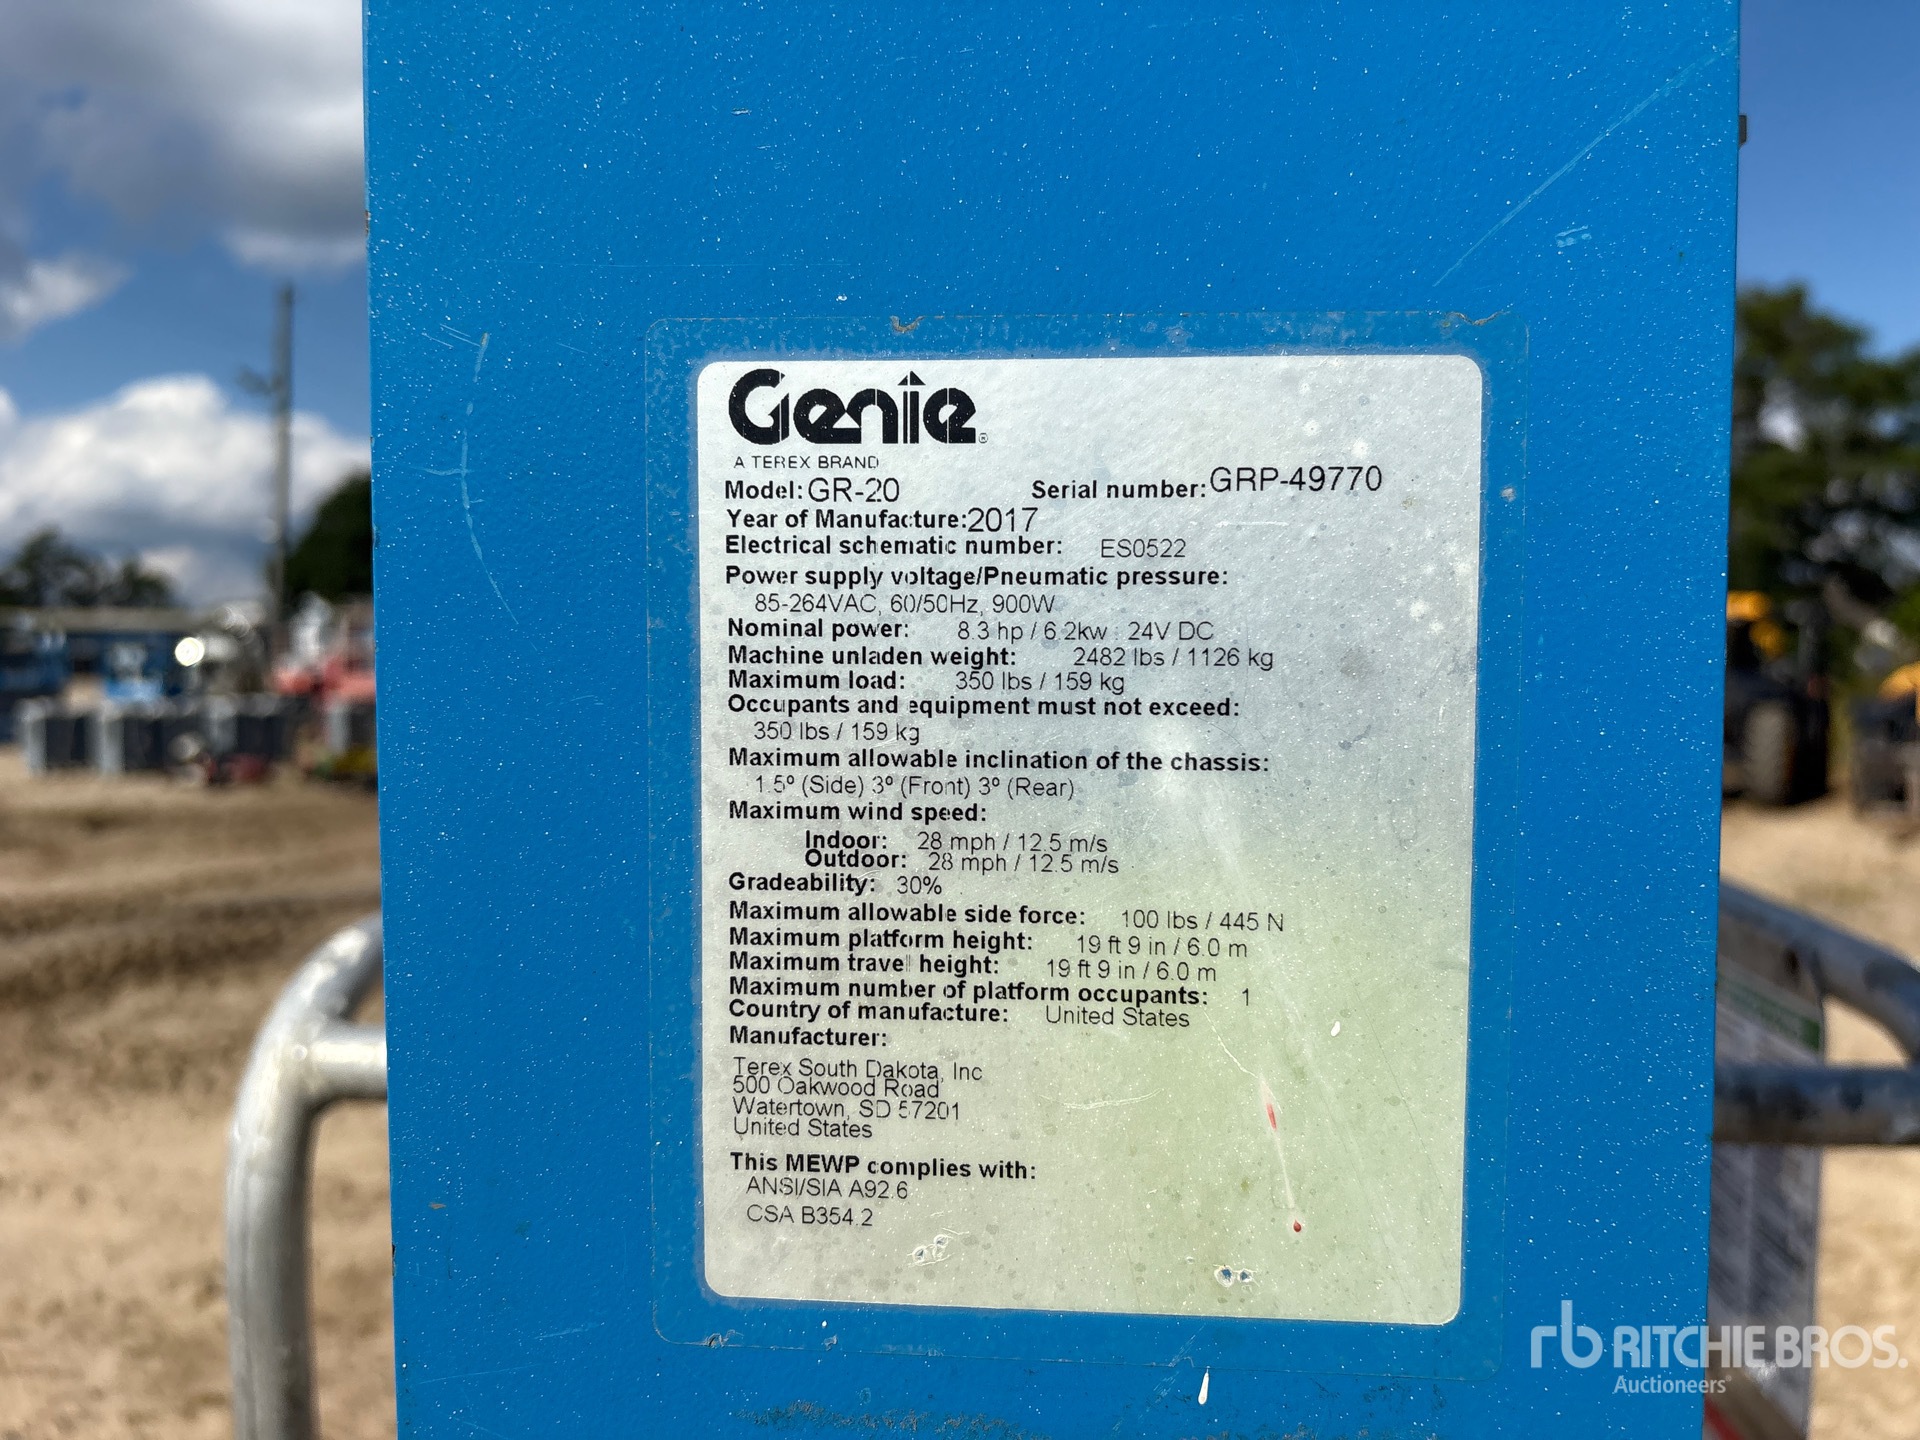 Genie®
A TEREX BRAND
Model: GR-20 Serial number: GRP-49770
Year of Manufacture: 2017
Electrical schematic number: ES0522
Power supply voltage/Pneumatic pressure:
85-264VAC, 60/50Hz, 900W
Nominal power: 8.3 hp / 6.2kw : 24V DC
Machine unladen weight: 2482 lbs / 1126 kg
Maximum load: 350 lbs / 159 kg
Occupants and equipment must not exceed:
350 lbs / 159 kg
Maximum allowable inclination of the chassis:
1.5º (Side) 3º (Front) 3º (Rear)
Maximum wind speed:
Indoor: 28 mph / 12.5 m/s
Outdoor: 28 mph / 12.5 m/s
Gradeability: 30%
Maximum allowable side force: 100 lbs / 445 N
Maximum platform height: 19 ft 9 in / 6.0 m
Maximum travel height: 19 ft 9 in / 6.0 m
Maximum number of platform occupants: 1
Country of manufacture: United States
Manufacturer:
Terex South Dakota, Inc
500 Oakwood Road
Watertown, SD 57201
United States
This MEWP complies with:
ANSI/SIA A92.6
CSA B354.2
rb RITCHIE BROS.
Auctioneers